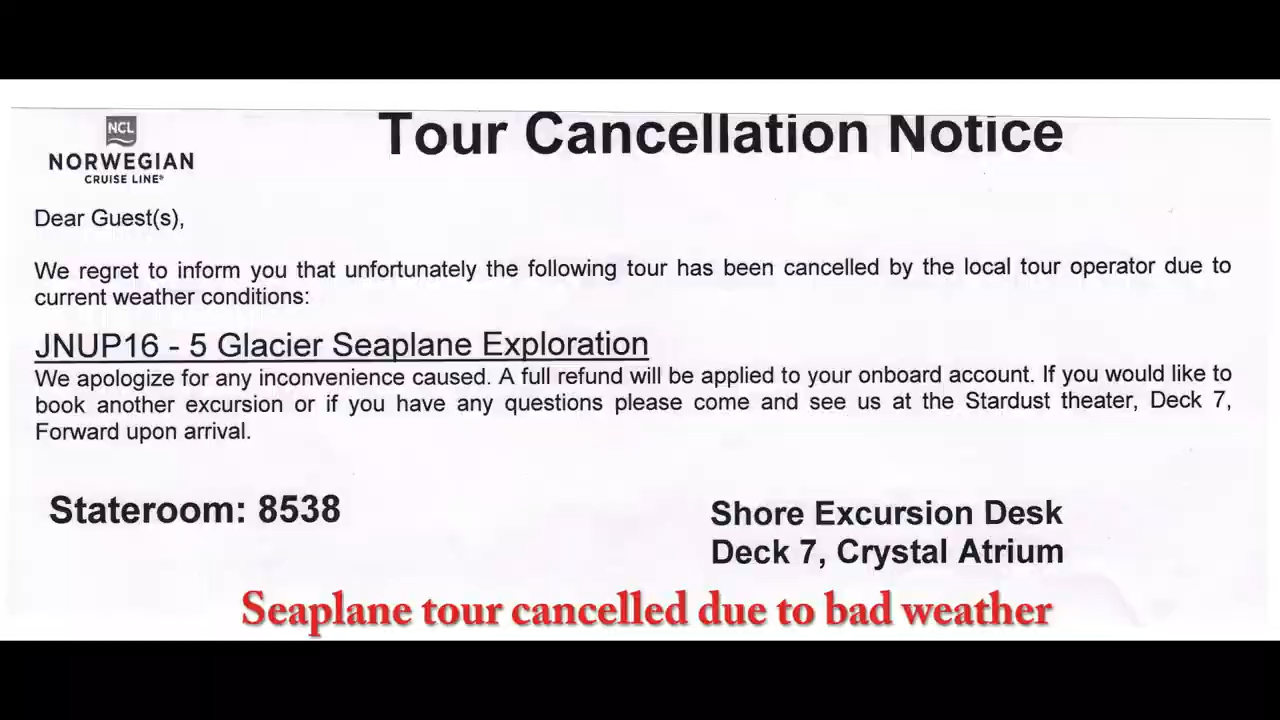 NCL
NORWEGIAN
CRUISE LINE®
Tour Cancellation Notice
Dear Guest(s),
We regret to inform you that unfortunately the following tour has been cancelled by the local tour operator due to
current weather conditions:
JNUP16 - 5 Glacier Seaplane Exploration
We apologize for any inconvenience caused. A full refund will be applied to your onboard account. If you would like to
book another excursion or if you have any questions please come and see us at the Stardust theater, Deck 7,
Forward upon arrival.
Stateroom: 8538
Shore Excursion Desk
Deck 7, Crystal Atrium
Seaplane tour cancelled due to bad weather